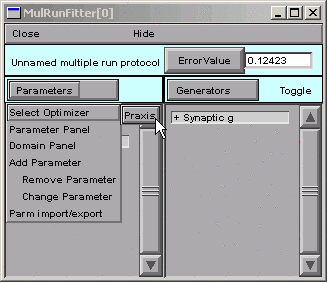 MulRunFitter[0]
Close Hide
Unnamed multiple run protocol ErrorValue 0.12423
Parameters Generators Toggle
Select Optimizer Praxis + Synaptic g
Parameter Panel
Domain Panel
Add Parameter
Remove Parameter
Change Parameter
Parm import/export